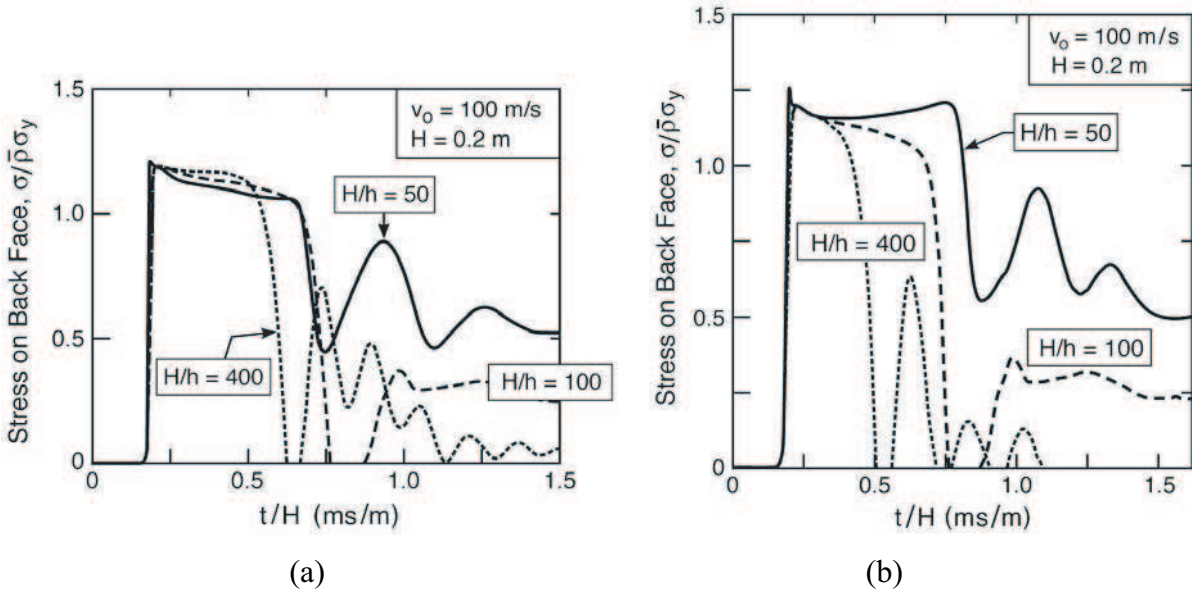 Stress on Back Face, σ/ρ̄σy
1.5
1.0
0.5
0
v₀ = 100 m/s
H = 0.2 m
H/h = 50
H/h = 400
H/h = 100
0
0.5
1.0
1.5
t/H (ms/m)
(a)
Stress on Back Face, σ/ρ̄σy
1.5
1.0
0.5
0
v₀ = 100 m/s
H = 0.2 m
H/h = 50
H/h = 400
H/h = 100
0
0.5
1.0
1.5
t/H (ms/m)
(b)